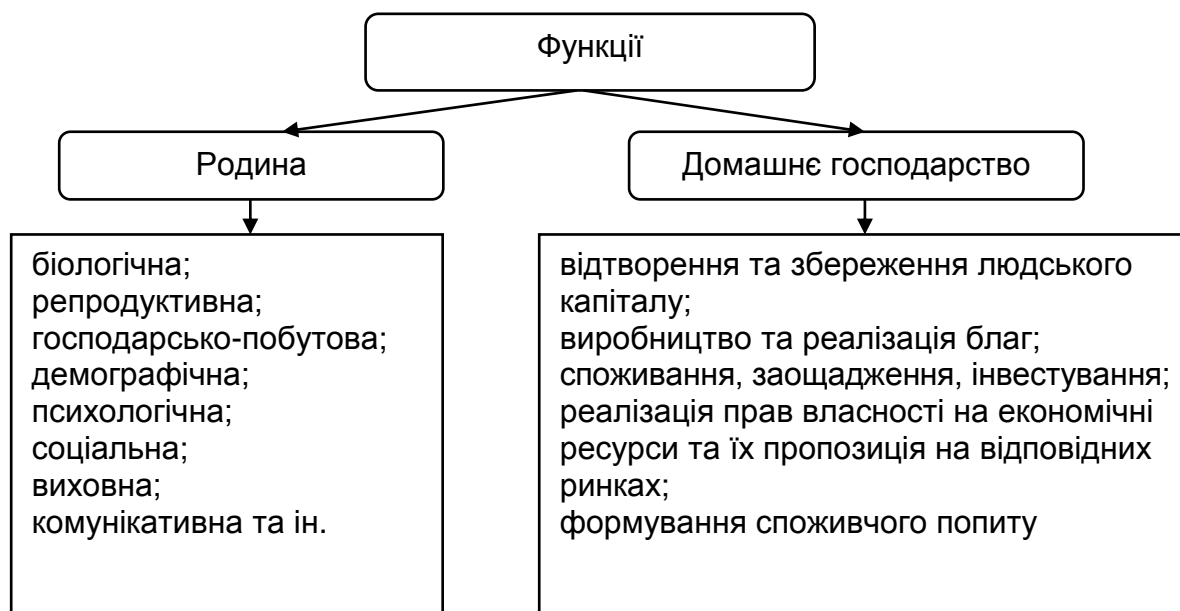 Функції
Родина
Домашнє господарство
біологічна;
репродуктивна;
господарсько-побутова;
демографічна;
психологічна;
соціальна;
виховна;
комунікативна та ін.
відтворення та збереження людського
капіталу;
виробництво та реалізація благ;
споживання, заощадження, інвестування;
реалізація прав власності на економічні
ресурси та їх пропозиція на відповідних
ринках;
формування споживчого попиту